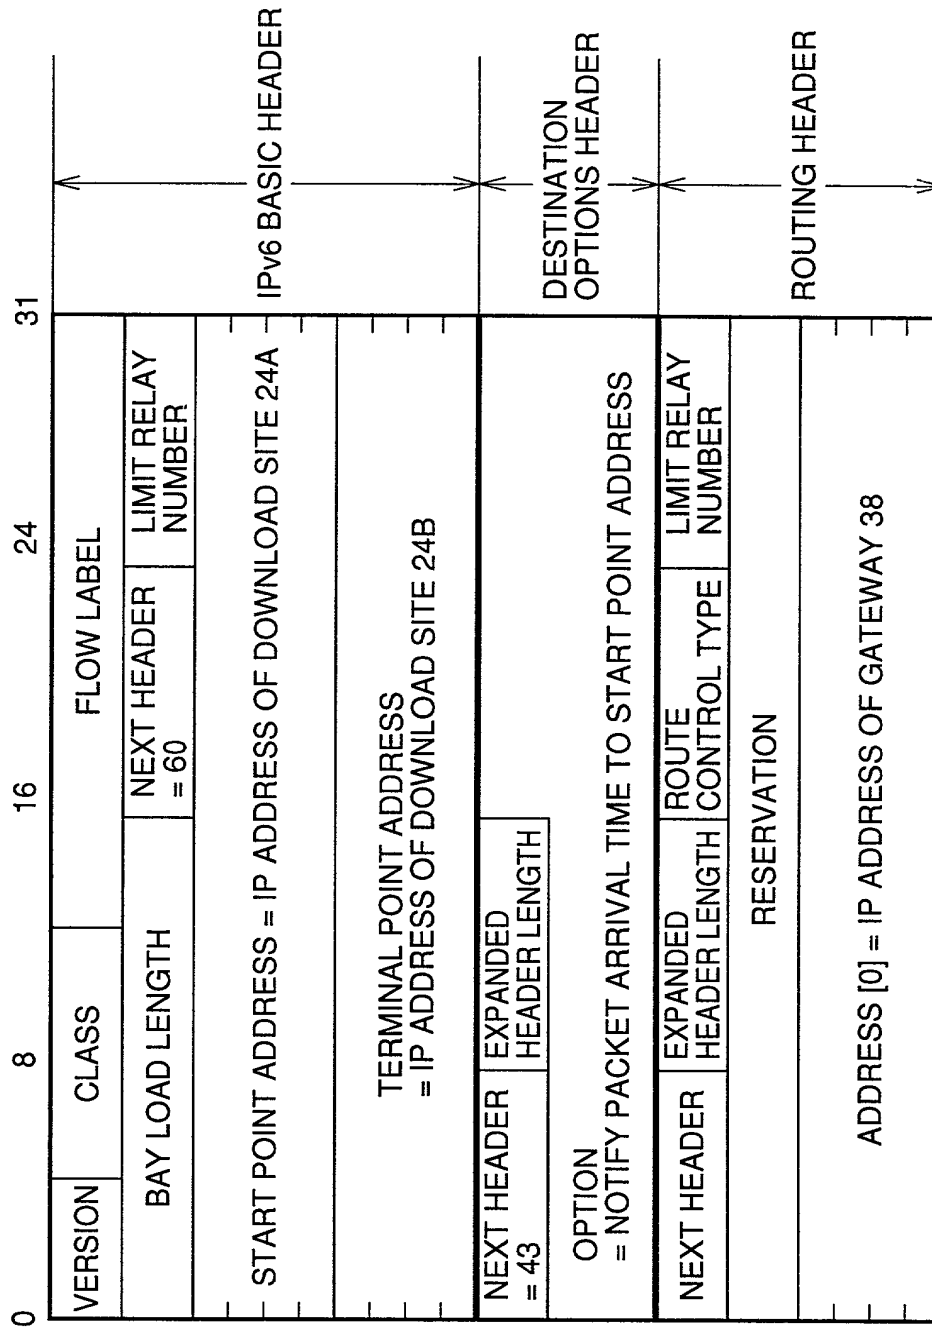 0 8 16 24 31
VERSION CLASS FLOW LABEL
BAY LOAD LENGTH
NEXT HEADER
= 60
LIMIT RELAY
NUMBER
START POINT ADDRESS = IP ADDRESS OF DOWNLOAD SITE 24A
TERMINAL POINT ADDRESS
= IP ADDRESS OF DOWNLOAD SITE 24B
IPv6 BASIC HEADER
NEXT HEADER
= 43
EXPANDED
HEADER LENGTH
OPTION
= NOTIFY PACKET ARRIVAL TIME TO START POINT ADDRESS
DESTINATION
OPTIONS HEADER
NEXT HEADER
EXPANDED
HEADER LENGTH
ROUTE
CONTROL TYPE
LIMIT RELAY
NUMBER
RESERVATION
ADDRESS [0] = IP ADDRESS OF GATEWAY 38
ROUTING HEADER